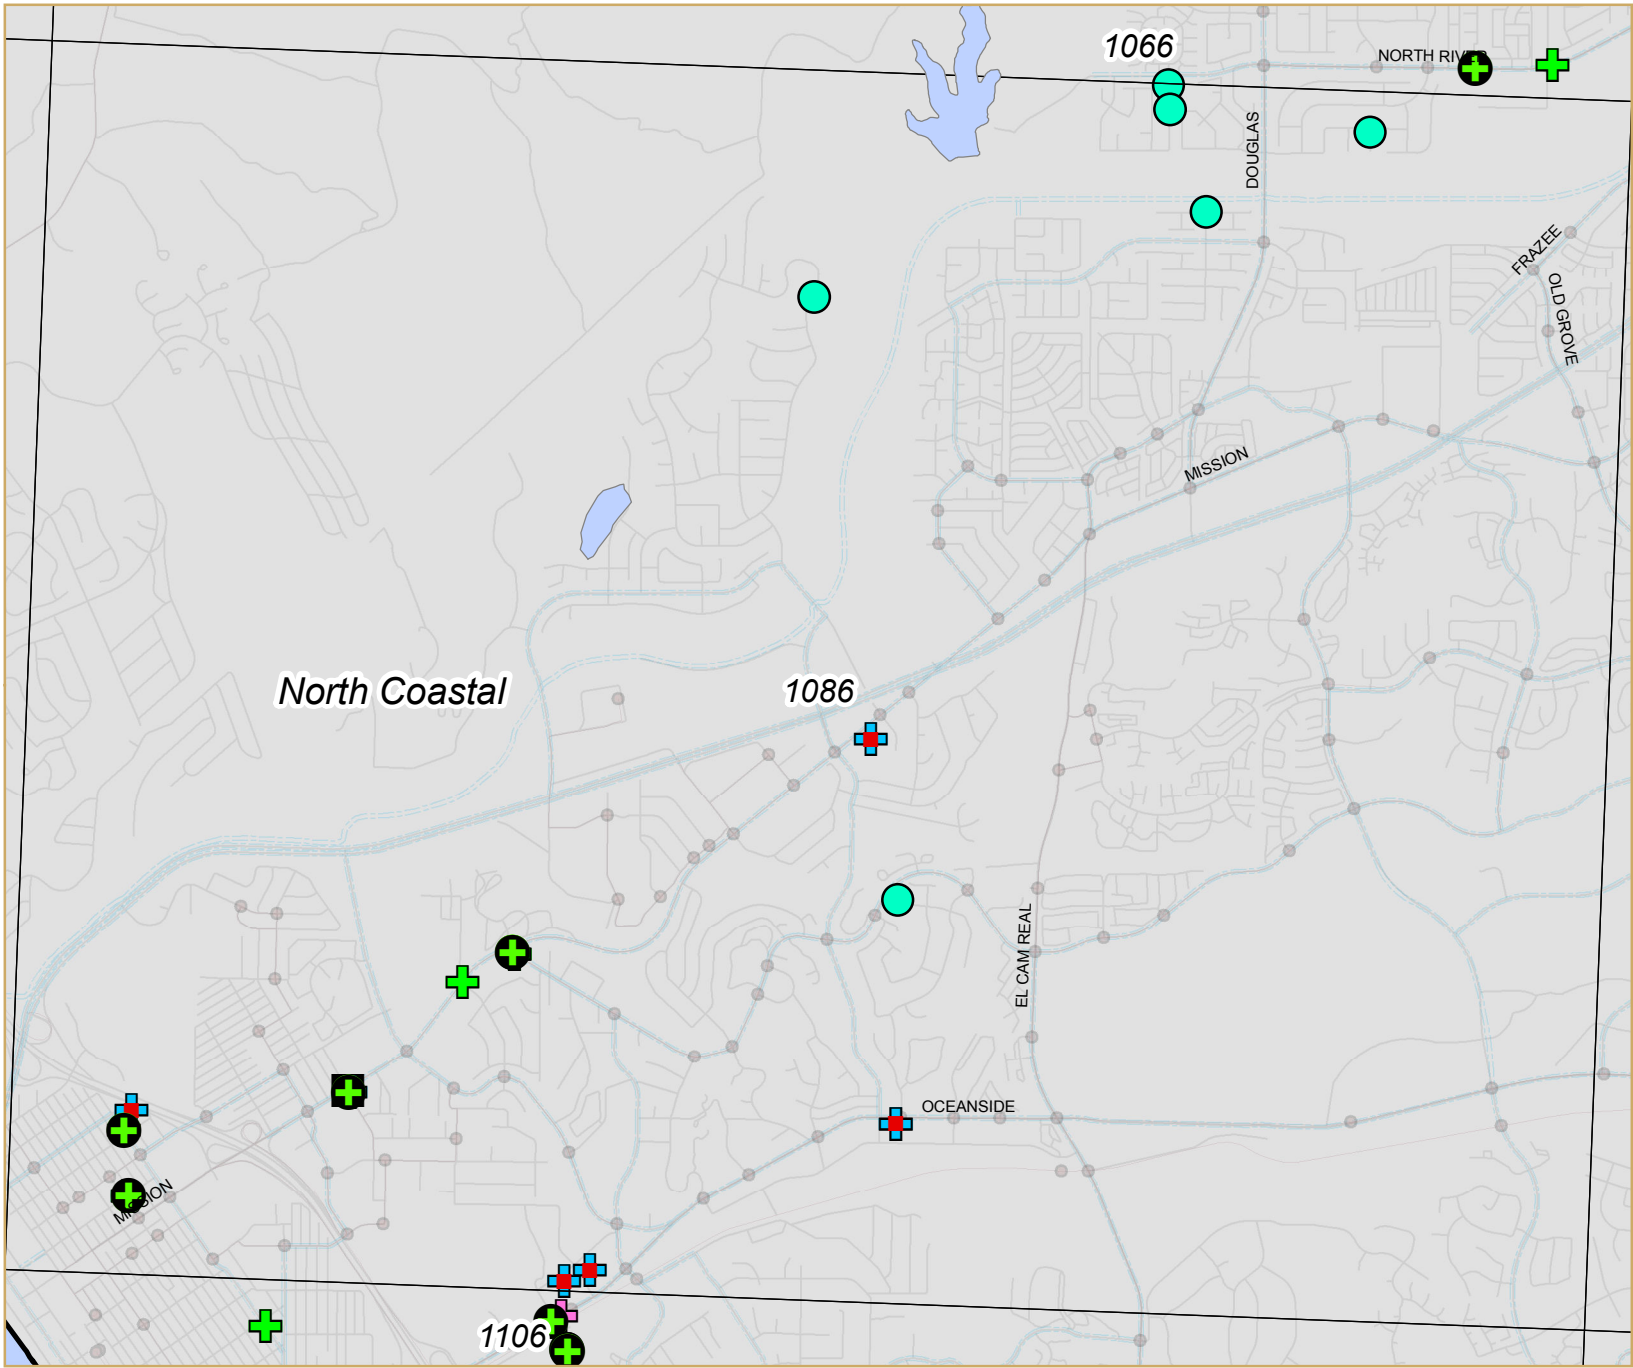 1066
NORTH RIVER
DOUGLAS
FRAZEE
OLD GROVE
MISSION
North Coastal
1086
EL CAM REAL
OCEANSIDE
MISSION
1106